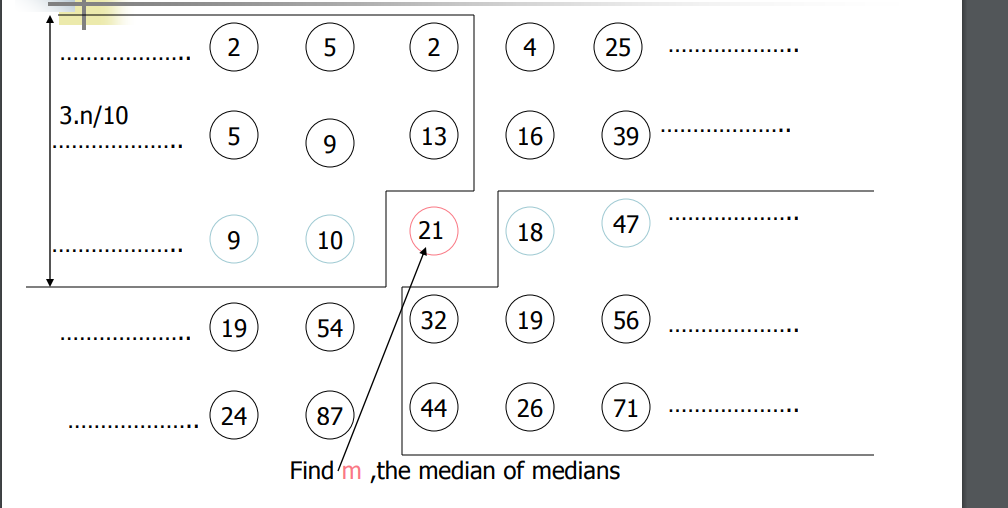 .................... 2 5 2 4 25 ....................
3.n/10
.................... 5 9 13 16 39 ....................
.................... 9 10 21 18 47 ....................
.................... 19 54 32 19 56 ....................
.................... 24 87 44 26 71 ....................
Find m ,the median of medians